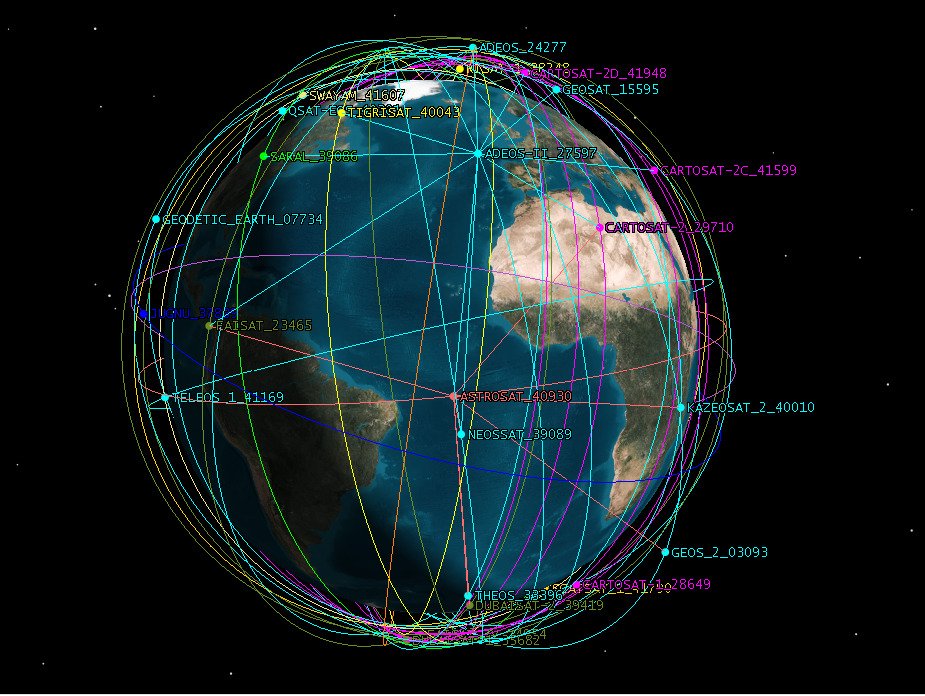 ADEOS_24277
CARTOSAT-2D_41948
GEOSAT_15595
SWAYAM_41607
TIGRISAT_40043
ADEOS-II_27597
SARAL_39086
CARTOSAT-2C_41599
GEODETIC_EARTH_07734
CARTOSAT-2_29710
FAISAT_23465
ASTROSAT_40930
TELEOS_1_41169
KAZEOSAT_2_40010
NEOSSAT_39089
GEOS_2_03093
CARTOSAT-1_28649
THEOS_33396
DUBAISAT-2_39419